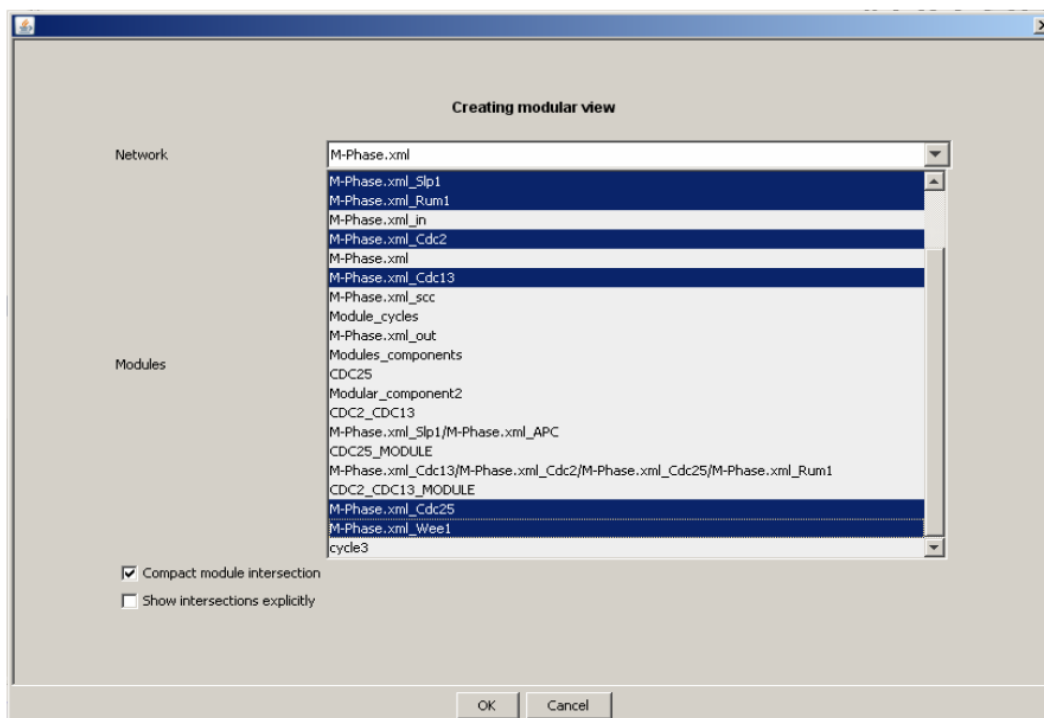 Creating modular view
Network
M-Phase.xml
M-Phase.xml_Slp1
M-Phase.xml_Rum1
M-Phase.xml_in
M-Phase.xml_Cdc2
M-Phase.xml
M-Phase.xml_Cdc13
M-Phase.xml_scc
Module_cycles
M-Phase.xml_out
Modules
Modules_components
CDC25
Modular_component2
CDC2_CDC13
M-Phase.xml_Slp1/M-Phase.xml_APC
CDC25_MODULE
M-Phase.xml_Cdc13/M-Phase.xml_Cdc2/M-Phase.xml_Cdc25/M-Phase.xml_Rum1
CDC2_CDC13_MODULE
M-Phase.xml_Cdc25
M-Phase.xml_Wee1
cycle3
Compact module intersection
Show intersections explicitly
OK
Cancel